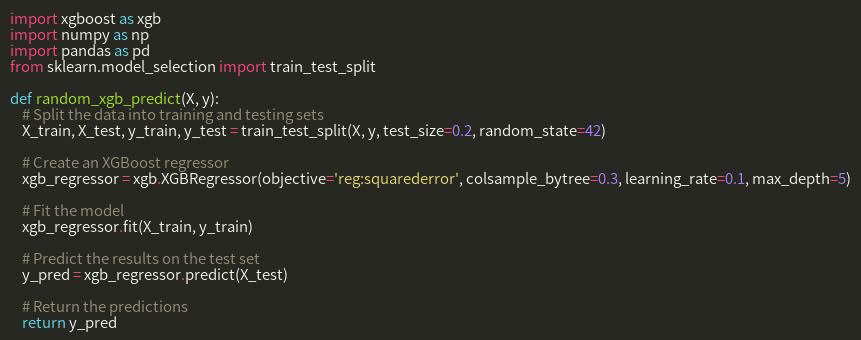 import xgboost as xgb
import numpy as np
import pandas as pd
from sklearn.model_selection import train_test_split
def random_xgb_predict(X, y):
# Split the data into training and testing sets
X_train, X_test, y_train, y_test = train_test_split(X, y, test_size=0.2, random_state=42)
# Create an XGBoost regressor
xgb_regressor = xgb.XGBRegressor(objective='reg:squarederror', colsample_bytree=0.3, learning_rate=0.1, max_depth=5)
# Fit the model
xgb_regressor.fit(X_train, y_train)
# Predict the results on the test set
y_pred = xgb_regressor.predict(X_test)
# Return the predictions
return y_pred